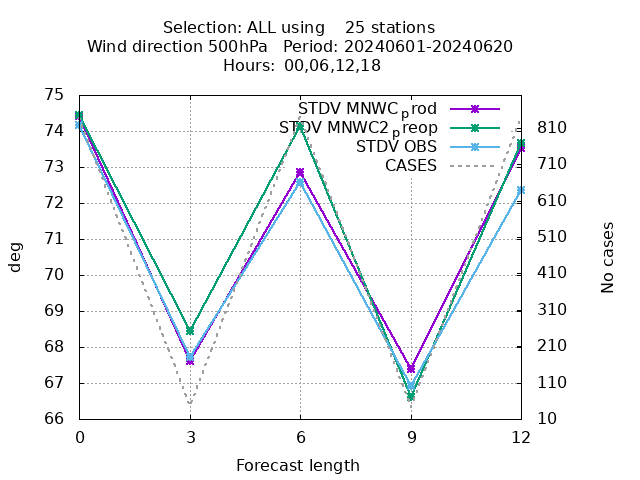 Selection: ALL using    25 stations
Wind direction 500hPa   Period: 20240601-20240620
Hours:  00,06,12,18
STDV MNWC_prod
STDV MNWC2_preop
STDV OBS
CASES
75
74
73
72
71
70
69
68
67
66
deg
810
710
610
510
410
310
210
110
10
No cases
0 3 6 9 12
Forecast length